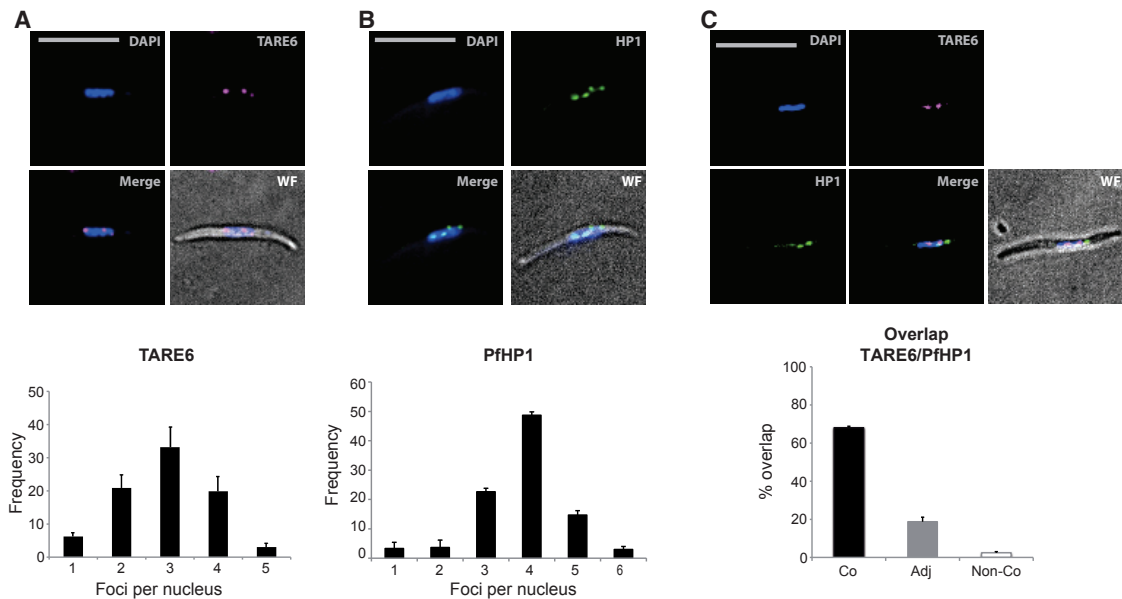 A
DAPI
TARE6
Merge
WF
TARE6
Frequency
50
40
30
20
10
0
1 2 3 4 5
Foci per nucleus
B
DAPI
HP1
Merge
WF
PfHP1
Frequency
60
50
40
30
20
10
0
1 2 3 4 5 6
Foci per nucleus
C
DAPI
TARE6
HP1
Merge
WF
Overlap
TARE6/PfHP1
% overlap
100
80
60
40
20
0
Co Adj Non-Co